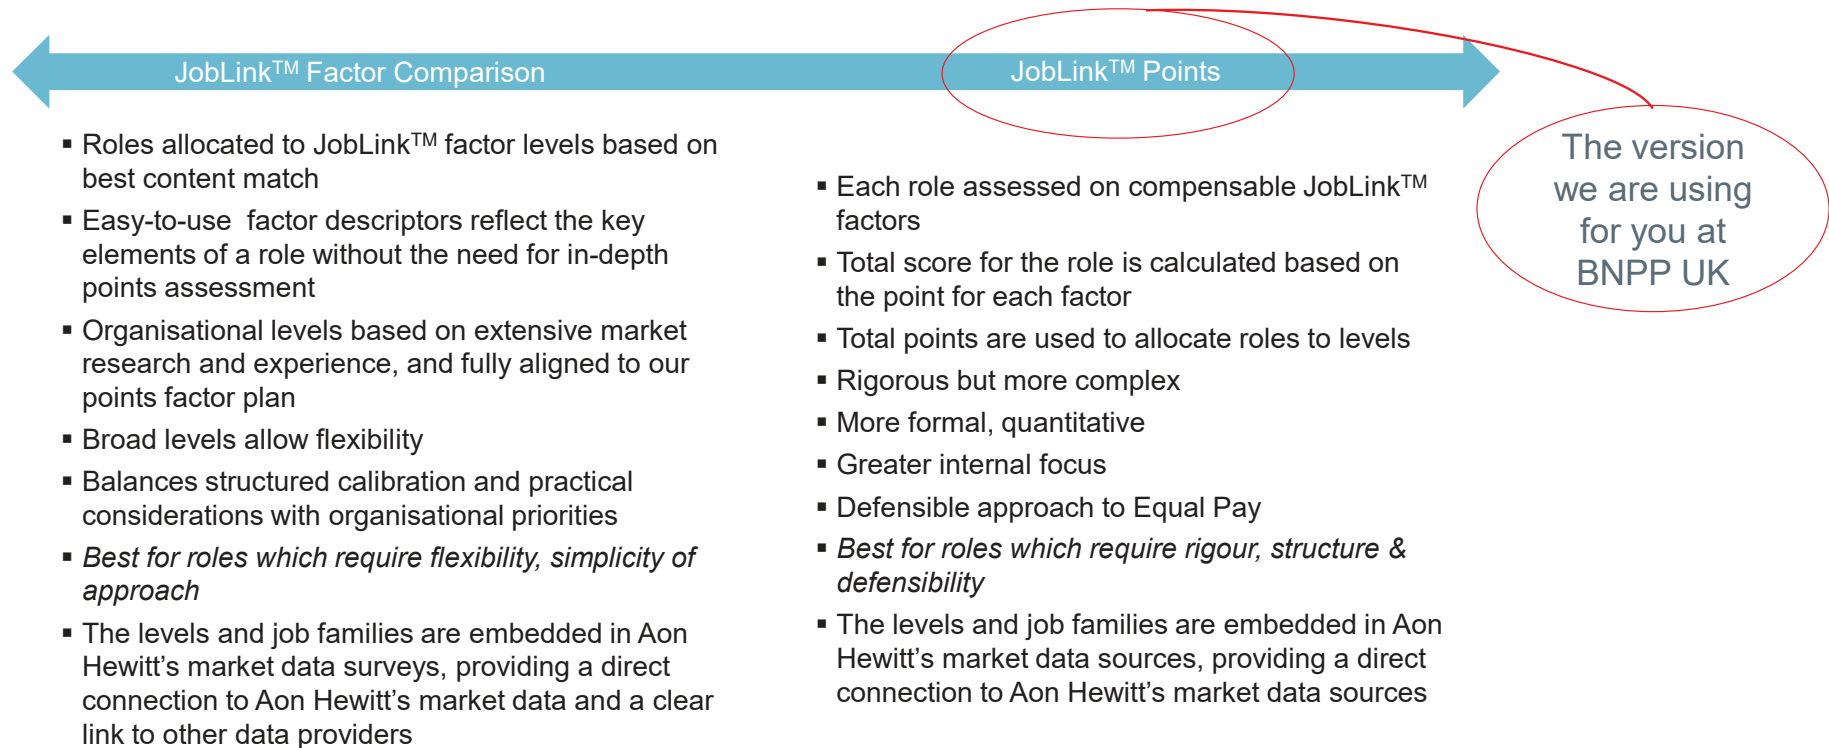 JobLink™ Factor Comparison
JobLink™ Points
▪ Roles allocated to JobLink™ factor levels based on
best content match
▪ Easy-to-use  factor descriptors reflect the key
elements of a role without the need for in-depth
points assessment
▪ Organisational levels based on extensive market
research and experience, and fully aligned to our
points factor plan
▪ Broad levels allow flexibility
▪ Balances structured calibration and practical
considerations with organisational priorities
▪ Best for roles which require flexibility, simplicity of
approach
▪ The levels and job families are embedded in Aon
Hewitt’s market data surveys, providing a direct
connection to Aon Hewitt’s market data and a clear
link to other data providers
▪ Each role assessed on compensable JobLink™
factors
▪ Total score for the role is calculated based on
the point for each factor
▪ Total points are used to allocate roles to levels
▪ Rigorous but more complex
▪ More formal, quantitative
▪ Greater internal focus
▪ Defensible approach to Equal Pay
▪ Best for roles which require rigour, structure &
defensibility
▪ The levels and job families are embedded in Aon
Hewitt’s market data sources, providing a direct
connection to Aon Hewitt’s market data sources
The version
we are using
for you at
BNPP UK